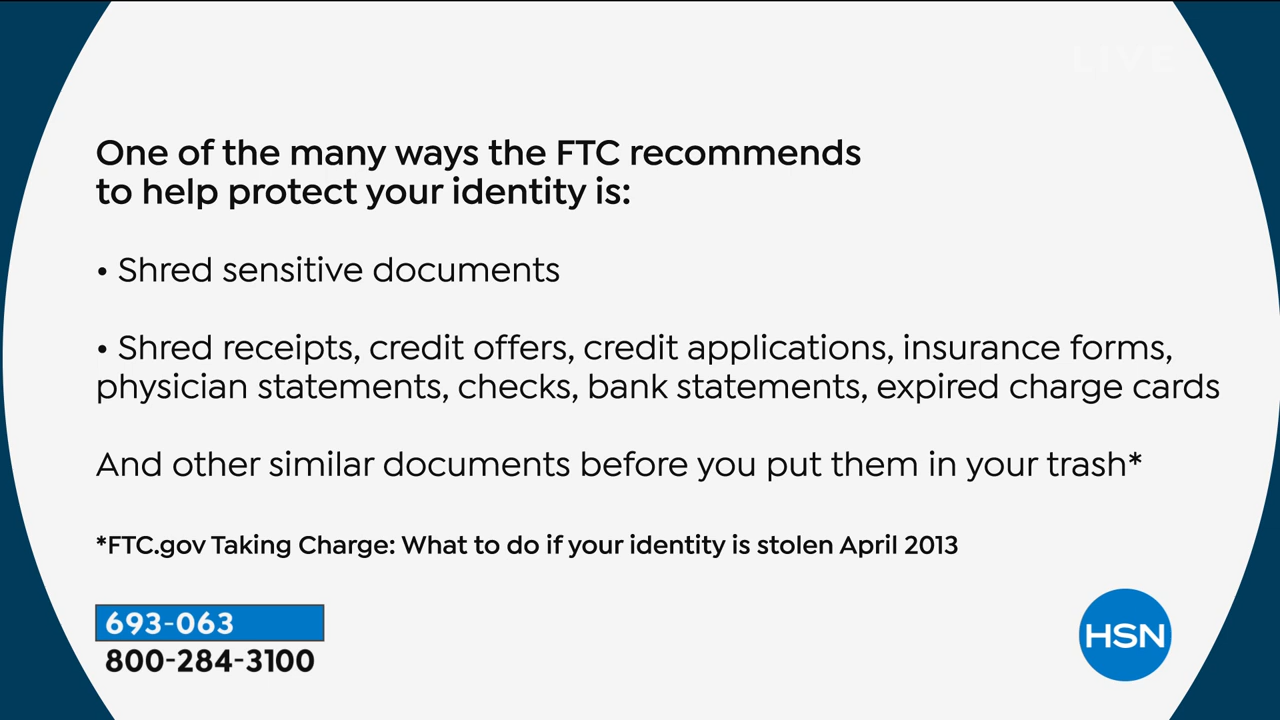 LIVE
One of the many ways the FTC recommends
to help protect your identity is:
• Shred sensitive documents
• Shred receipts, credit offers, credit applications, insurance forms,
physician statements, checks, bank statements, expired charge cards
And other similar documents before you put them in your trash*
*FTC.gov Taking Charge: What to do if your identity is stolen April 2013
693-063
800-284-3100
HSN